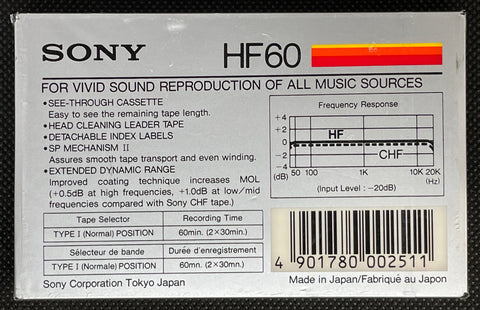 SONY HF60
FOR VIVID SOUND REPRODUCTION OF ALL MUSIC SOURCES
•SEE-THROUGH CASSETTE
Easy to see the remaining tape length.
•HEAD CLEANING LEADER TAPE
•DETACHABLE INDEX LABELS
•SP MECHANISM II
Assures smooth tape transport and even winding.
•EXTENDED DYNAMIC RANGE
Improved coating technique increases MOL
(+0.5dB at high frequencies, +1.0dB at low/mid
frequencies compared with Sony CHF tape.)
Frequency Response
+4
+2
0
-2
-4
(dB)
HF
CHF
50 100 1K 10K 20K
(Hz)
(Input Level : −20dB)
Tape Selector Recording Time
TYPE I (Normal) POSITION 60min. (2×30min.)
Sélecteur de bande Durée d'enregistrement
TYPE I (Normale) POSITION 60mn. (2×30mn.)
Sony Corporation Tokyo Japan
4 901780 002511
Made in Japan/Fabriqué au Japon